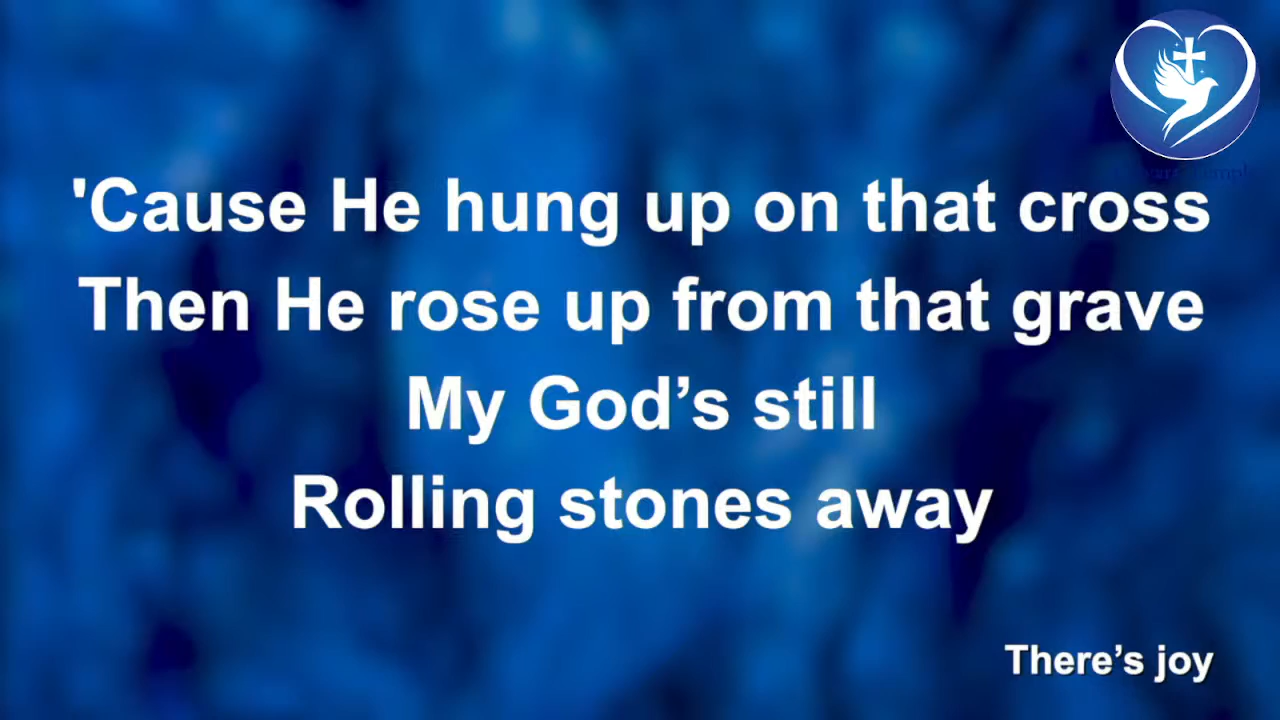 'Cause He hung up on that cross
Then He rose up from that grave
My God’s still
Rolling stones away
There’s joy